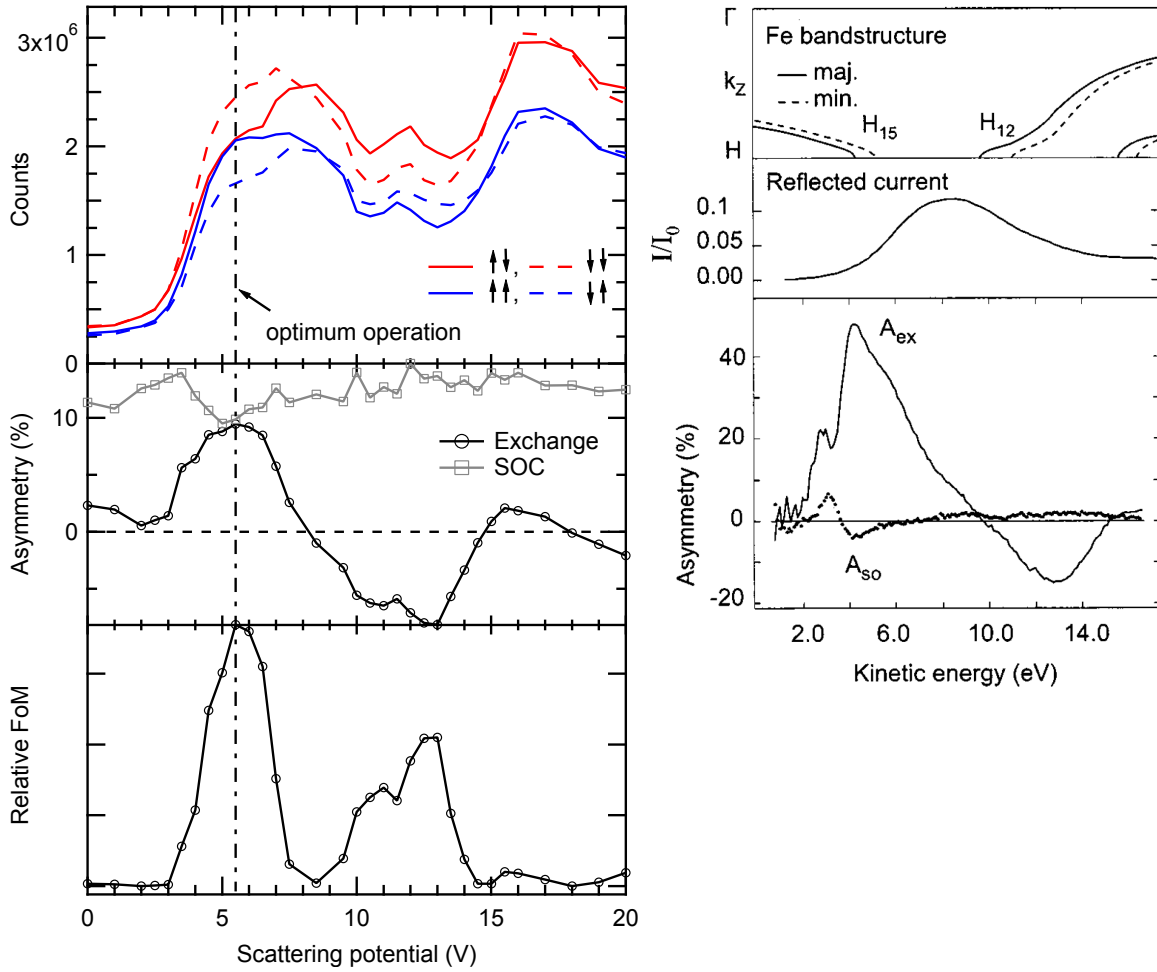 3x10⁶
2
1
0
Counts
↑↓, ↓↓
↑↑, ↓↑
optimum operation
10
0
Asymmetry (%)
Exchange
SOC
Relative FoM
0 5 10 15 20
Scattering potential (V)
Γ
k_Z
H
Fe bandstructure
maj.
min.
H₁₅
H₁₂
Reflected current
0.1
0.05
0.00
I/I₀
A_ex
A_so
40
20
0
-20
Asymmetry (%)
2.0 6.0 10.0 14.0
Kinetic energy (eV)